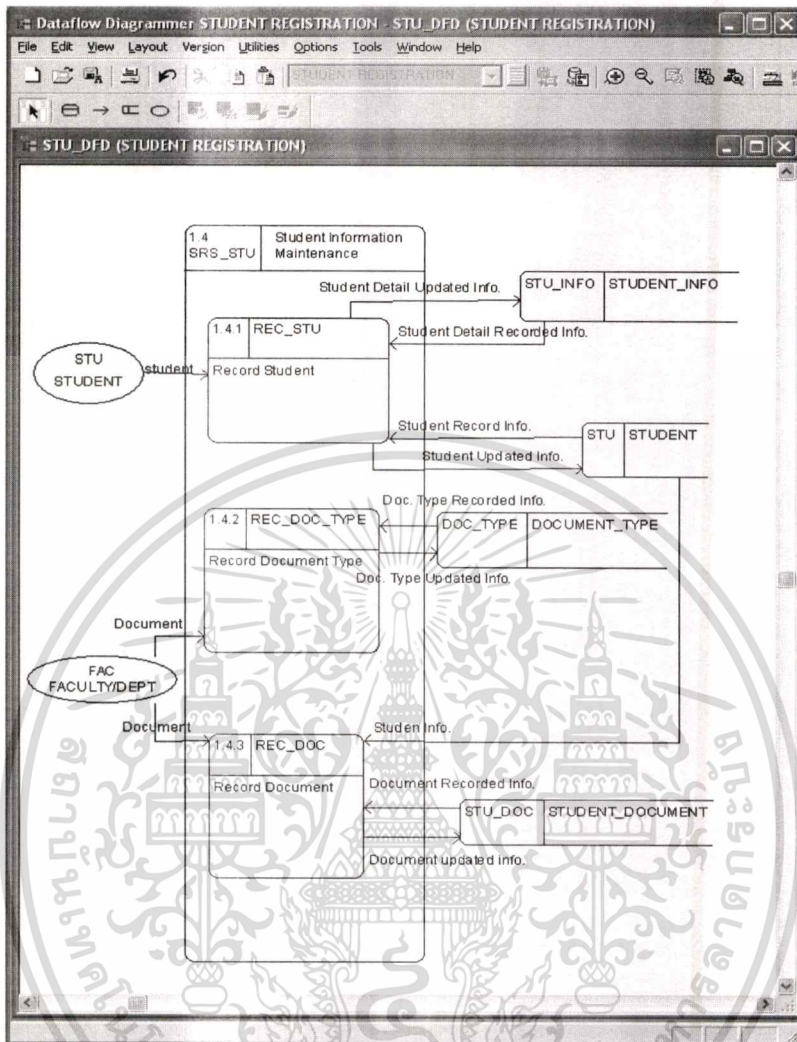 Dataflow Diagrammer STUDENT REGISTRATION - STU_DFD (STUDENT REGISTRATION)
File Edit View Layout Version Utilities Options Tools Window Help
STUDENT REGISTRATION
STU_DFD (STUDENT REGISTRATION)
1.4 Student Information
SRS_STU Maintenance
Student Detail Updated Info.
STU_INFO STUDENT_INFO
1.4.1 REC_STU
Student Detail Recorded Info.
STU
STUDENT
student
Record Student
Student Record Info.
STU STUDENT
Student Updated Info.
Doc. Type Recorded Info.
1.4.2 REC_DOC_TYPE
DOC_TYPE DOCUMENT_TYPE
Record Document Type
Doc. Type Updated Info.
Document
FAC
FACULTY/DEPT
Document
Studen Info.
1.4.3 REC_DOC
Record Document
Document Recorded Info.
STU_DOC STUDENT_DOCUMENT
Document updated info.